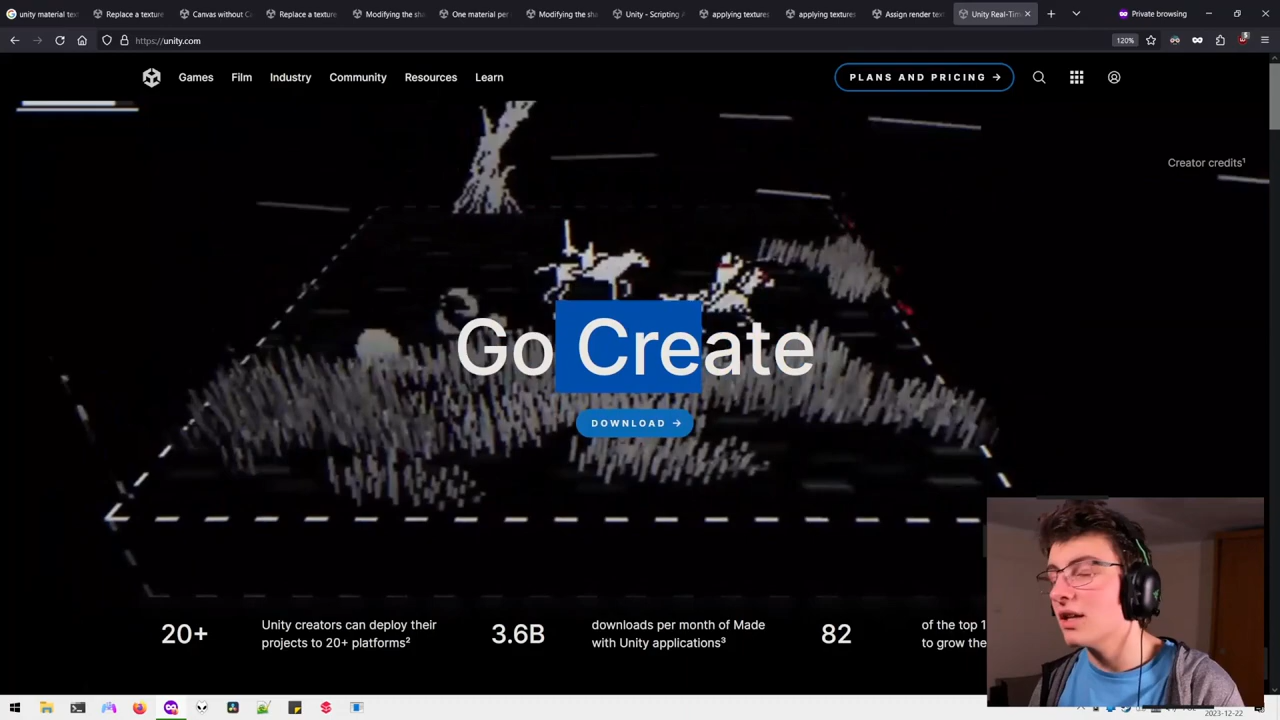 unity material text
Replace a texture
Canvas without C
Replace a texture
Modifying the sha
One material per
Modifying the sha
Unity - Scripting
applying textures
applying textures
Assign render tex
Unity Real-Tim
Private browsing
https://unity.com
120%
Games
Film
Industry
Community
Resources
Learn
PLANS AND PRICING →
Creator credits¹
Go Create
DOWNLOAD →
20+
Unity creators can deploy their
projects to 20+ platforms²
3.6B
downloads per month of Made
with Unity applications³
82
of the top 1
to grow the
2023-12-22